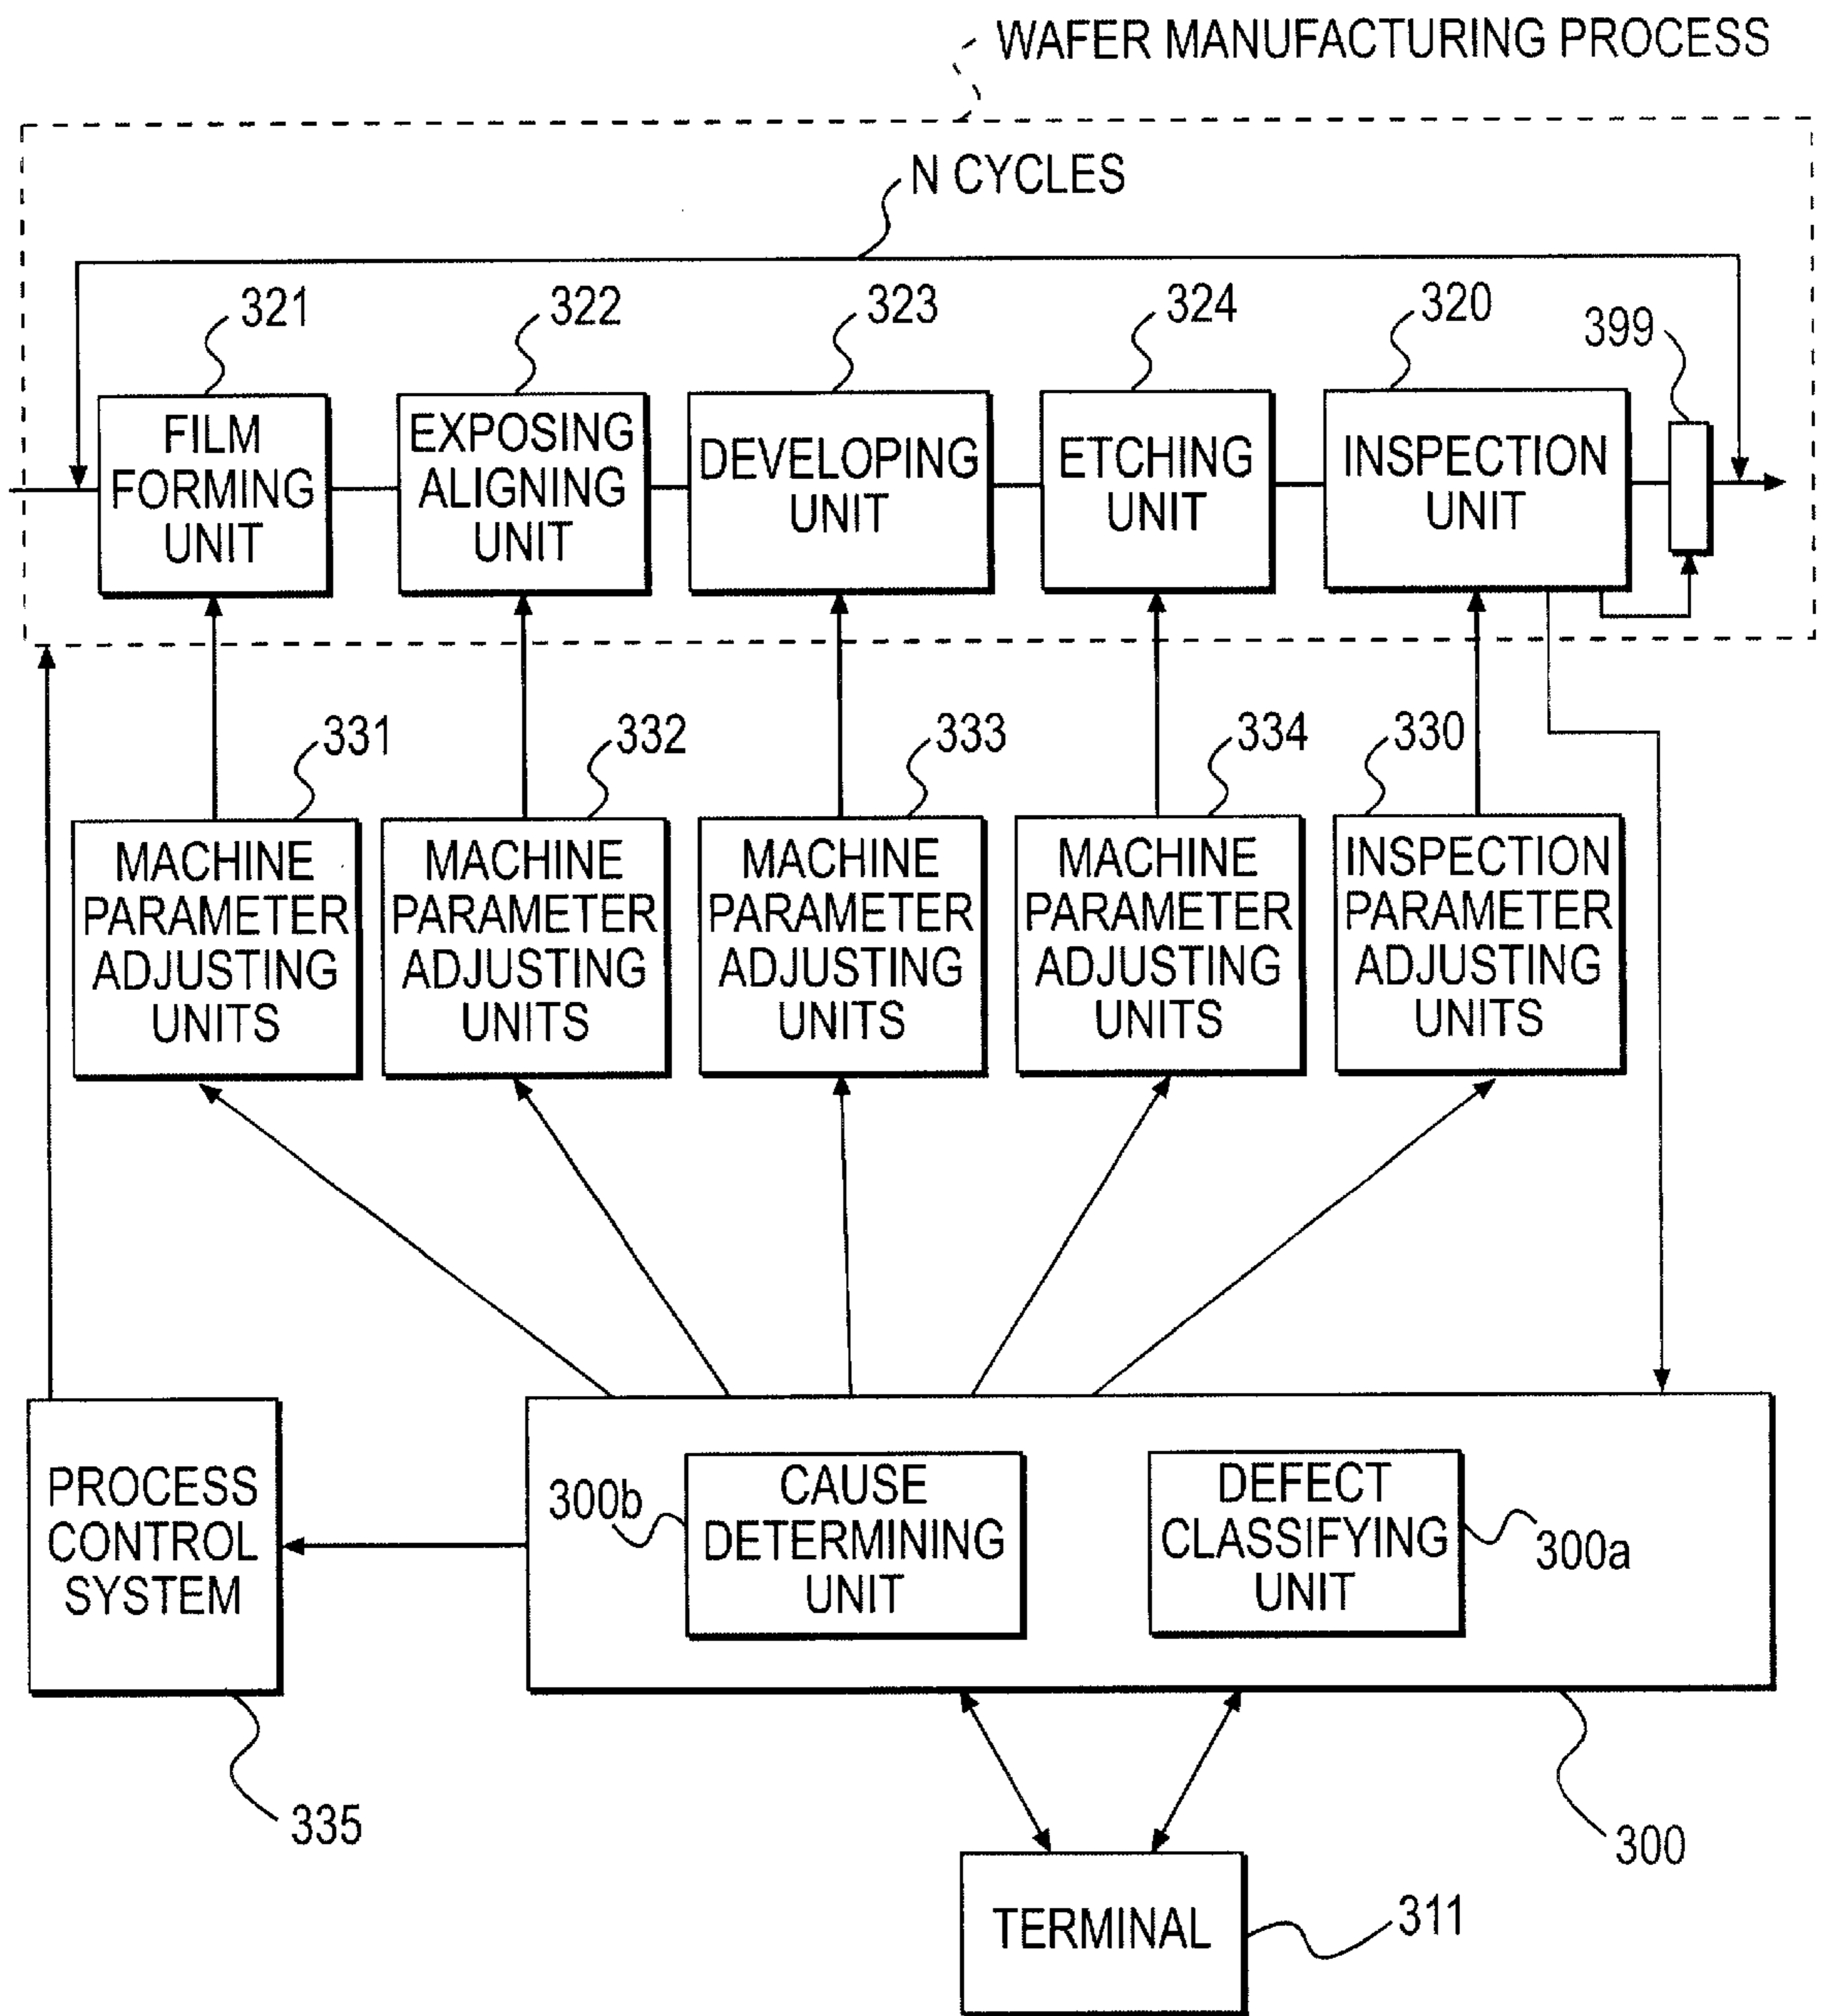 WAFER MANUFACTURING PROCESS
N CYCLES
321
322
323
324
320
399
FILM
FORMING
UNIT
EXPOSING
ALIGNING
UNIT
DEVELOPING
UNIT
ETCHING
UNIT
INSPECTION
UNIT
331
332
333
334
330
MACHINE
PARAMETER
ADJUSTING
UNITS
MACHINE
PARAMETER
ADJUSTING
UNITS
MACHINE
PARAMETER
ADJUSTING
UNITS
MACHINE
PARAMETER
ADJUSTING
UNITS
INSPECTION
PARAMETER
ADJUSTING
UNITS
PROCESS
CONTROL
SYSTEM
300b
CAUSE
DETERMINING
UNIT
DEFECT
CLASSIFYING
UNIT
300a
335
300
TERMINAL
311